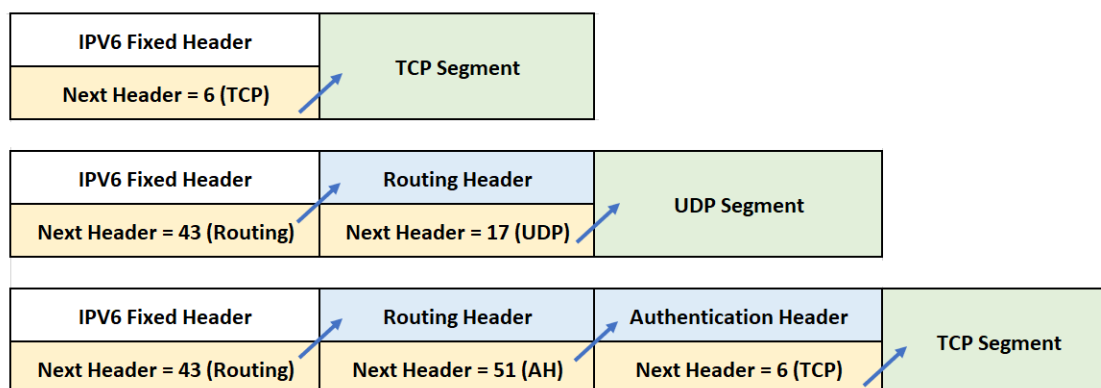 IPV6 Fixed Header
TCP Segment
Next Header = 6 (TCP)
IPV6 Fixed Header
Routing Header
UDP Segment
Next Header = 43 (Routing)
Next Header = 17 (UDP)
IPV6 Fixed Header
Routing Header
Authentication Header
TCP Segment
Next Header = 43 (Routing)
Next Header = 51 (AH)
Next Header = 6 (TCP)